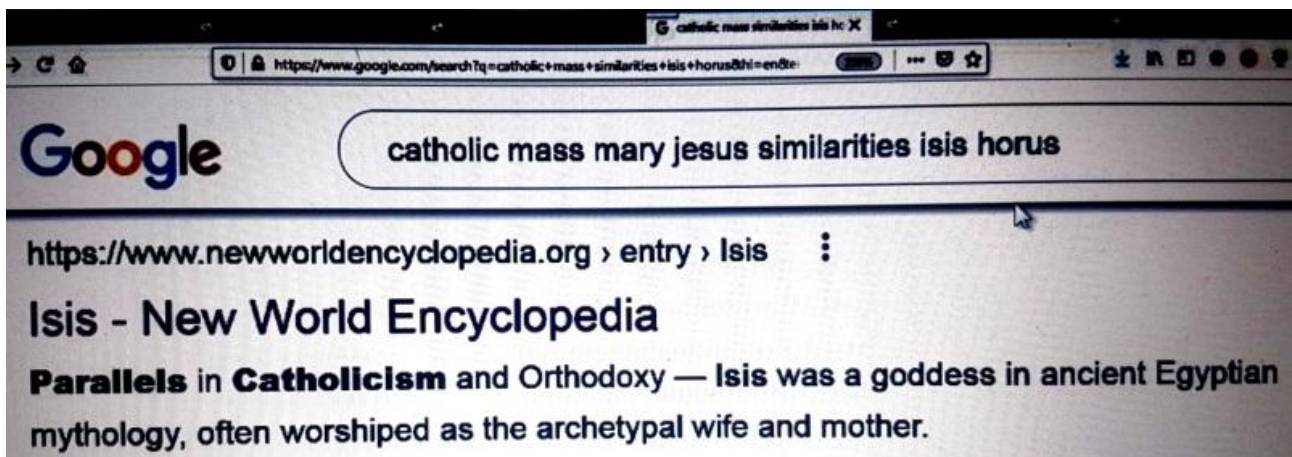 G catholic mass similarities isis ho
https://www.google.com/search?q=catholic+mass+similarities+isis+horus&hl=en&te
Google
catholic mass mary jesus similarities isis horus
https://www.newworldencyclopedia.org › entry › Isis
Isis - New World Encyclopedia
Parallels in Catholicism and Orthodoxy — Isis was a goddess in ancient Egyptian
mythology, often worshiped as the archetypal wife and mother.